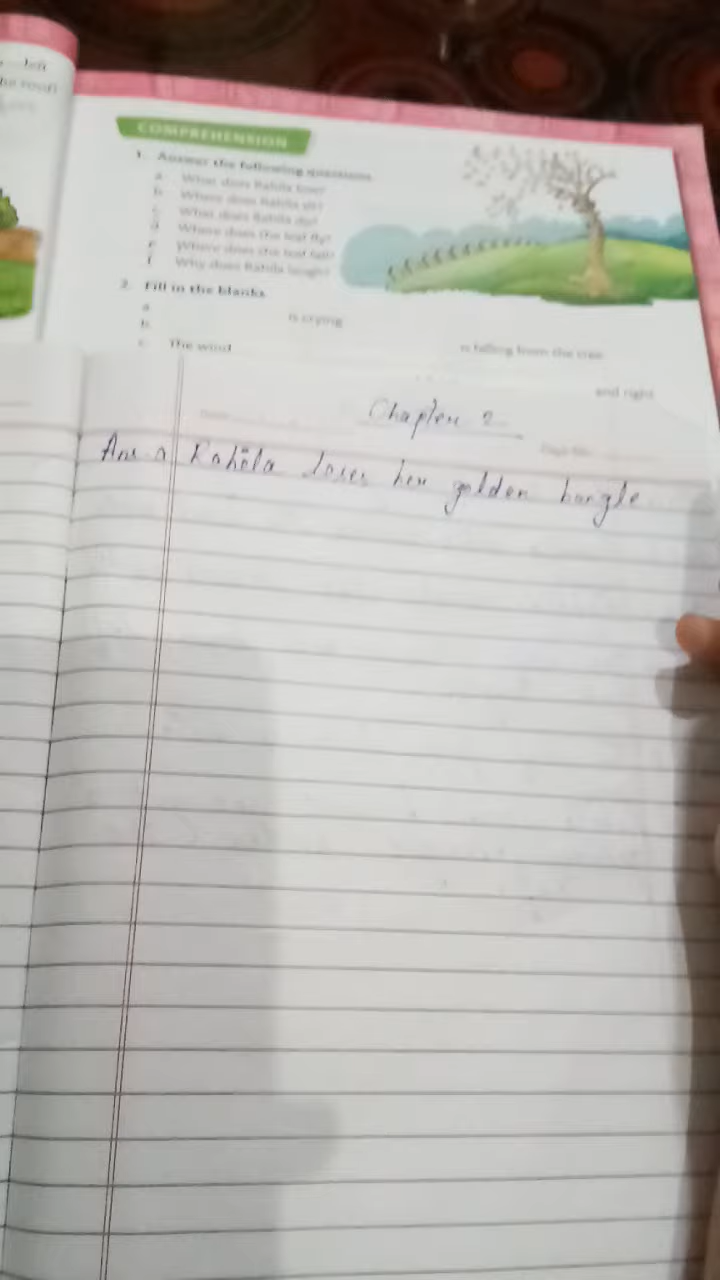 left
COMPREHENSION
1. Answer the following questions
a. What does Rahila lose?
b. Where does Rahila sit?
c. What does Rahila do?
d. Where does the leaf fly?
e. Where does the leaf fall?
f. Why does Rahila laugh?
2. Fill in the blanks
a. is crying
b. is falling from the tree
c. The wind and right
Chapter 2
Ans a Rahila loses her golden bangle